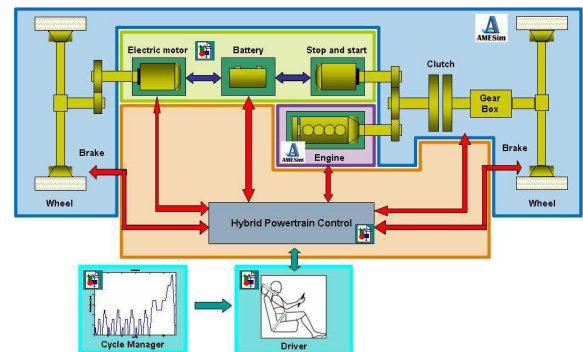 AMESim
Electric motor
Battery
Stop and start
Clutch
Gear
Box
AMESim
Engine
Brake
Brake
Wheel
Wheel
Hybrid Powertrain Control
Cycle Manager
Driver